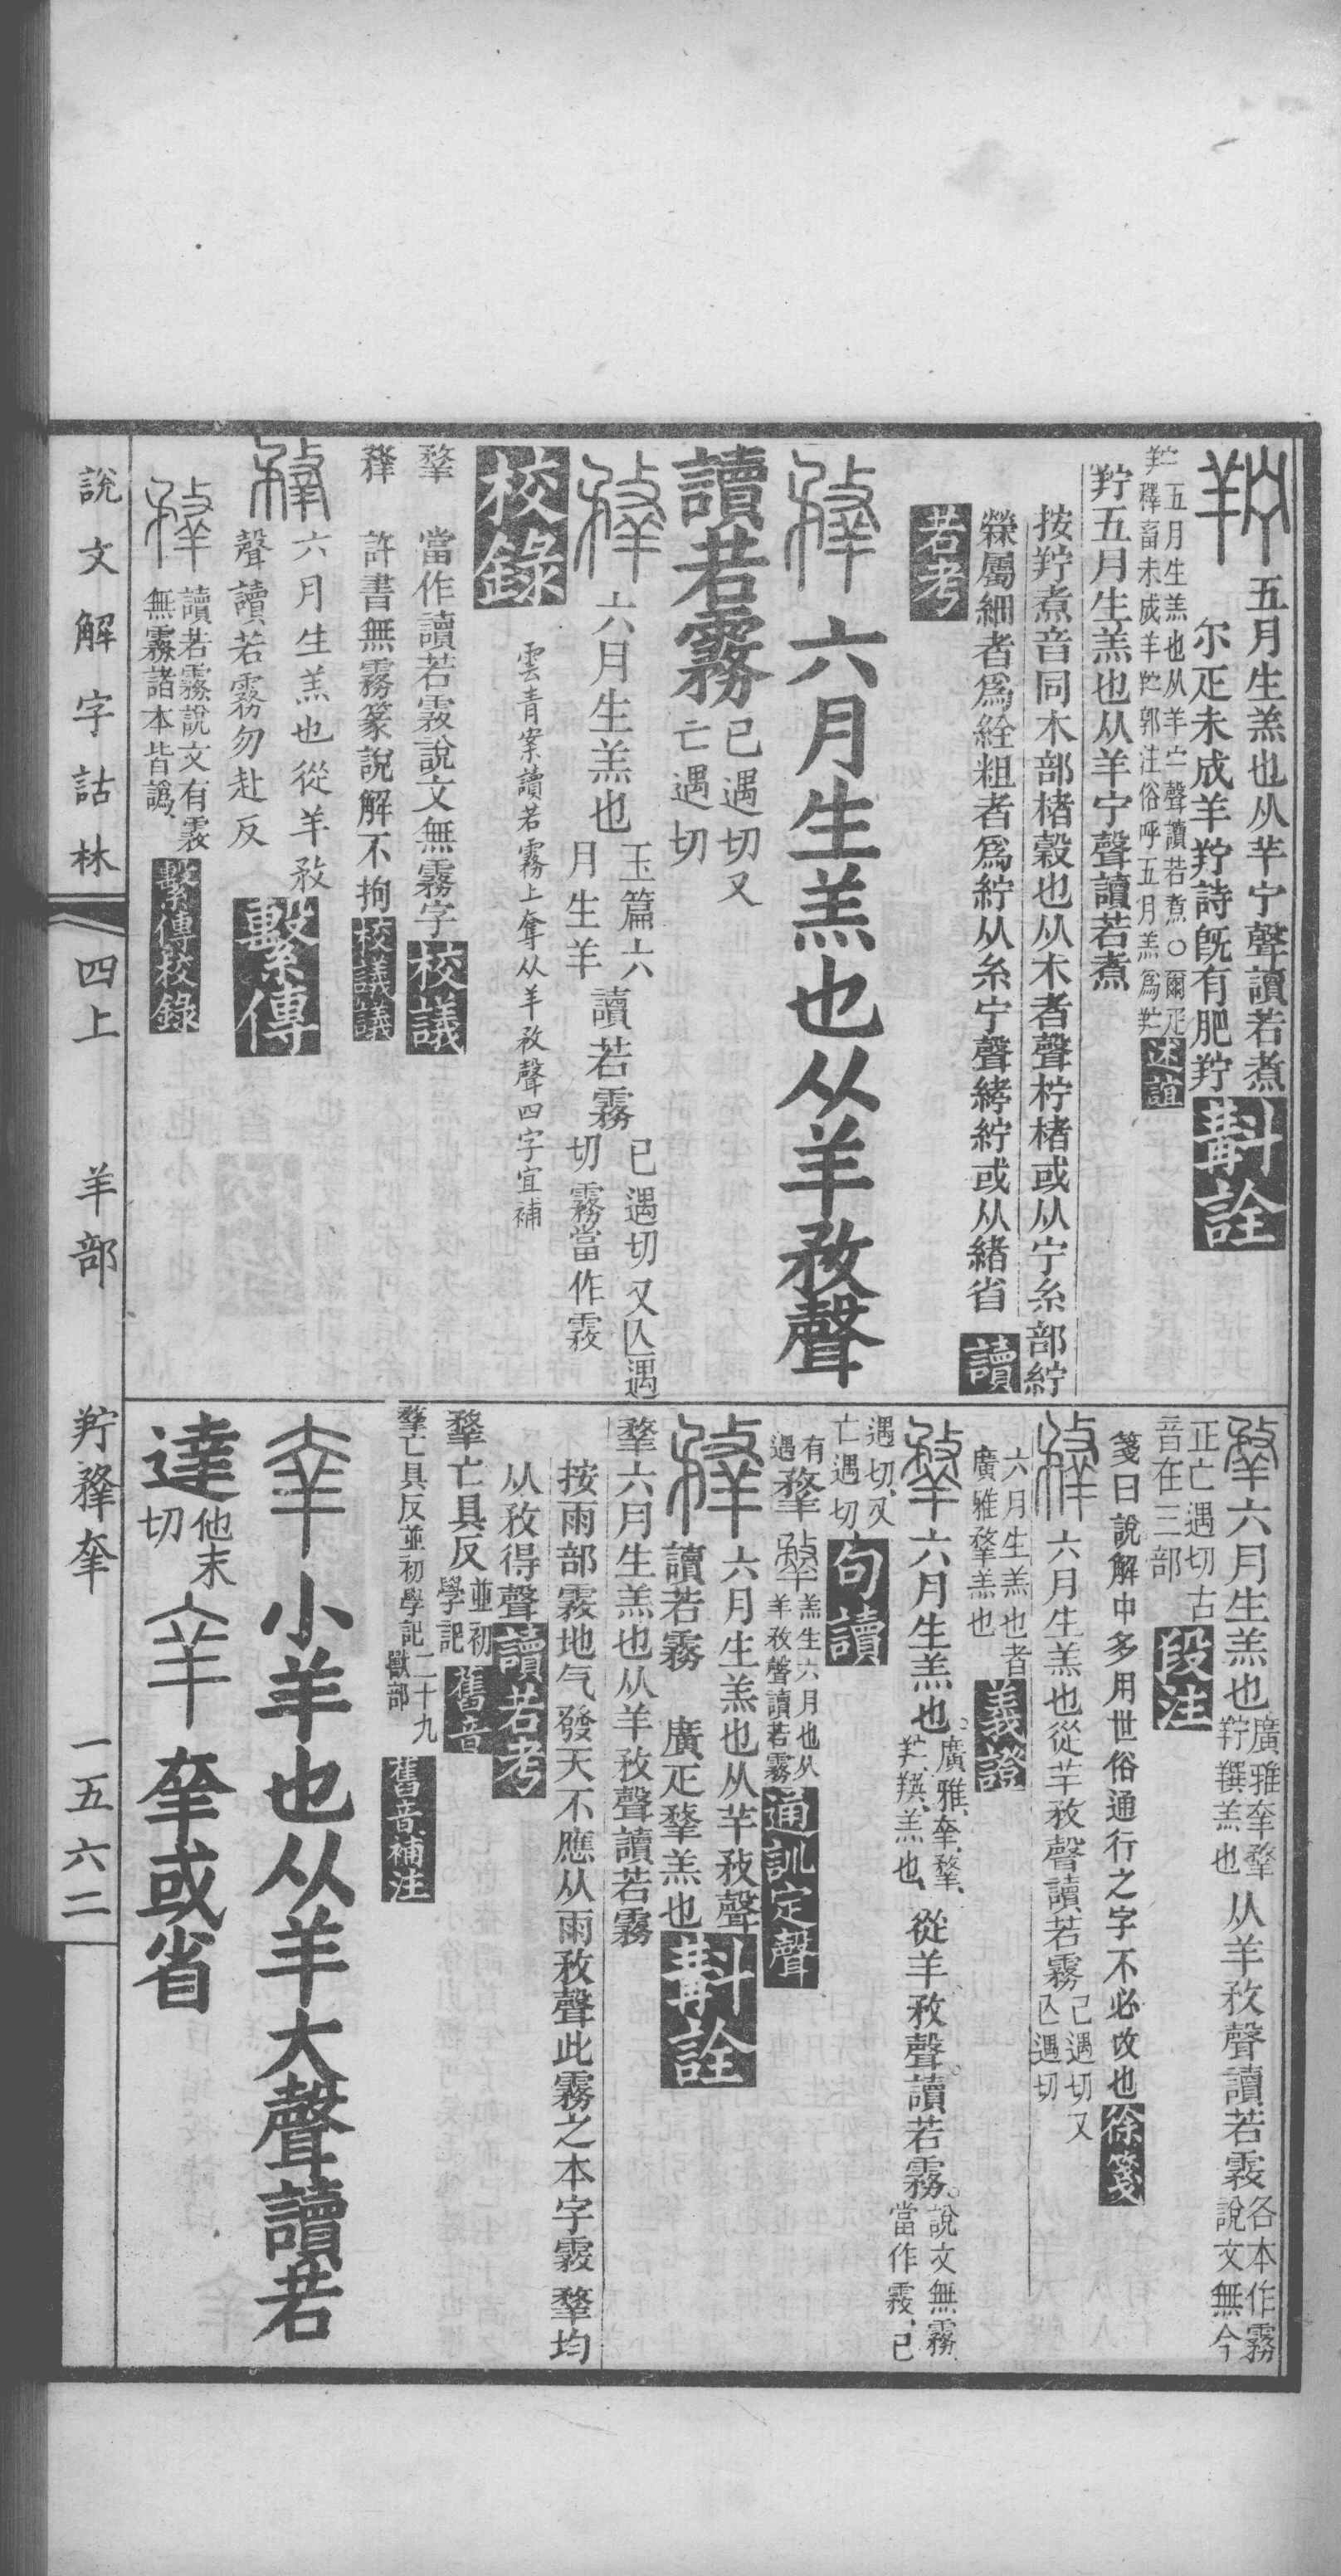 五月生羔也从羊宁聲讀若煮
尔疋未成羊羜詩旣有肥羜 斠詮
羜五月生羔也从羊宁聲讀若煮○爾疋
羜釋畜未成羊羜郭注俗呼五月羔爲羜 述誼
羜五月生羔也从羊宁聲讀若煮
按羜煮音同木部楮榖也从木者聲柠楮或从宁糸部紵
檾屬細者爲絟粗者爲紵从糸宁聲䋡紵或从緒省 讀
若考
六月生羔也从羊敄聲
讀若霧 已遇切又亡遇切
六月生羔也 玉篇六月生羊 讀若霧 已遇切又亾遇切霧當作霚
校錄 雲青案讀若霧上奪从羊敄聲四字宜補
䍮 當作讀若霚說文無霧字 校議
䍮 許書無霧篆說解不拘 校議議
六月生羔也從羊敄
聲讀若霧勿赴反 繫傳
讀若霧說文有霚
無霧諸本皆譌 繫傳校錄
說文解字詁林 四上 羊部 羜䍮羍 一五六二
六月生羔也 廣雅羍䍮羜䍻羔也 从羊敄聲讀若霚 各本作霧說文無今
正亡遇切古音在三部 段注
箋曰說解中多用世俗通行之字不必改也 徐箋
六月生羔也從羊敄聲讀若霧 已遇切又亾遇切
六月生羔也者
廣雅䍮羔也 義證
六月生羔也 廣雅羍䍮羜䍻羔也 從羊敄聲讀若霧 說文無霧當作霚已
遇切又亡遇切 句讀
有遇 䍮 羔生六月也从羊敄聲讀若霧 通訓定聲
六月生羔也从羊敄聲
讀若霧 廣疋䍮羔也 斠詮
䍮六月生羔也从羊敄聲讀若霧
按雨部霚地气發天不應从雨敄聲此霧之本字霚䍮均
从敄得聲 讀若考
䍮亡具反 並初學記 舊音
䍮亡具反並初學記二十九獸部 舊音補注
小羊也从羊大聲讀若
達 他末切 羍或省